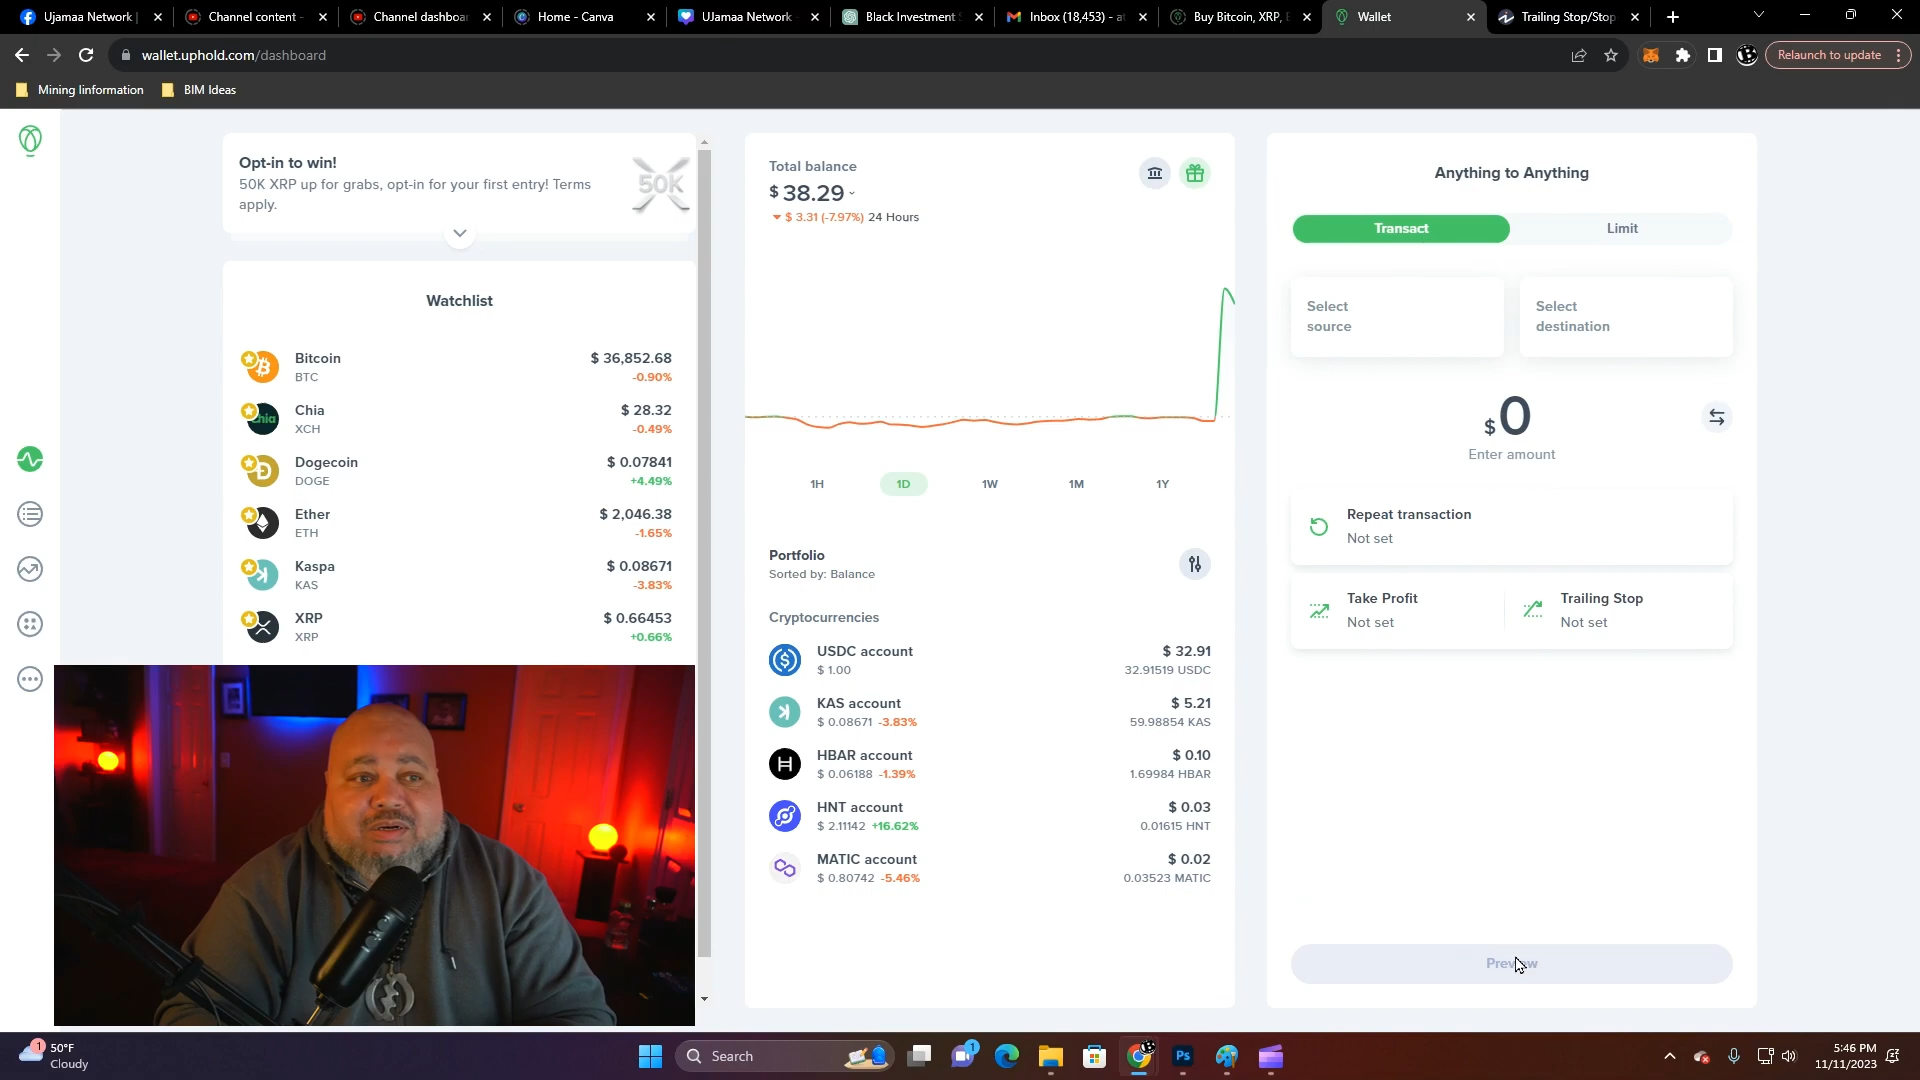 Ujamaa Network |
Channel content -
Channel dashboar
Home - Canva
UJamaa Network -
Black Investment S
Inbox (18,453) - a
Buy Bitcoin, XRP, E
Wallet
Trailing Stop/Stop
wallet.uphold.com/dashboard
Relaunch to update
Mining Iinformation
BIM Ideas
Opt-in to win!
50K XRP up for grabs, opt-in for your first entry! Terms
apply.
50K
Watchlist
Bitcoin
$ 36,852.68
BTC
-0.90%
Chia
$ 28.32
XCH
-0.49%
Dogecoin
$ 0.07841
DOGE
+4.49%
Ether
$ 2,046.38
ETH
-1.65%
Kaspa
$ 0.08671
KAS
-3.83%
XRP
$ 0.66453
XRP
+0.66%
Total balance
$ 38.29
$ 3.31 (-7.97%) 24 Hours
1H
1D
1W
1M
1Y
Portfolio
Sorted by: Balance
Cryptocurrencies
USDC account
$ 32.91
$ 1.00
32.91519 USDC
KAS account
$ 5.21
$ 0.08671 -3.83%
59.98854 KAS
HBAR account
$ 0.10
$ 0.06188 -1.39%
1.69984 HBAR
HNT account
$ 0.03
$ 2.11142 +16.62%
0.01615 HNT
MATIC account
$ 0.02
$ 0.80742 -5.46%
0.03523 MATIC
Anything to Anything
Transact
Limit
Select
source
Select
destination
$0
Enter amount
Repeat transaction
Not set
Take Profit
Not set
Trailing Stop
Not set
Preview
1
50°F
Cloudy
Search
1
Ps
5:46 PM
11/11/2023